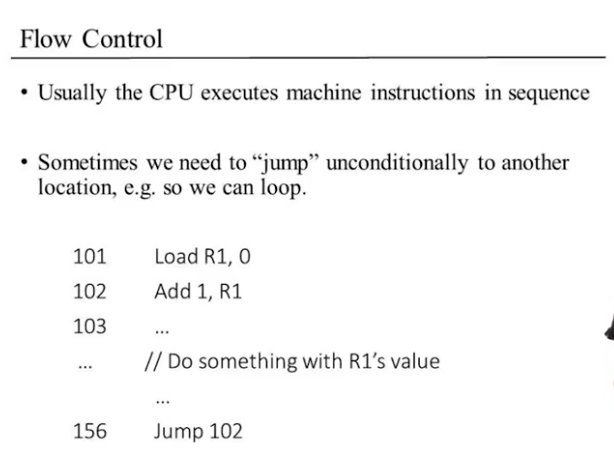 Flow Control
• Usually the CPU executes machine instructions in sequence
• Sometimes we need to “jump” unconditionally to another
location, e.g. so we can loop.
101 Load R1, 0
102 Add 1, R1
103 ...
... // Do something with R1’s value
...
156 Jump 102